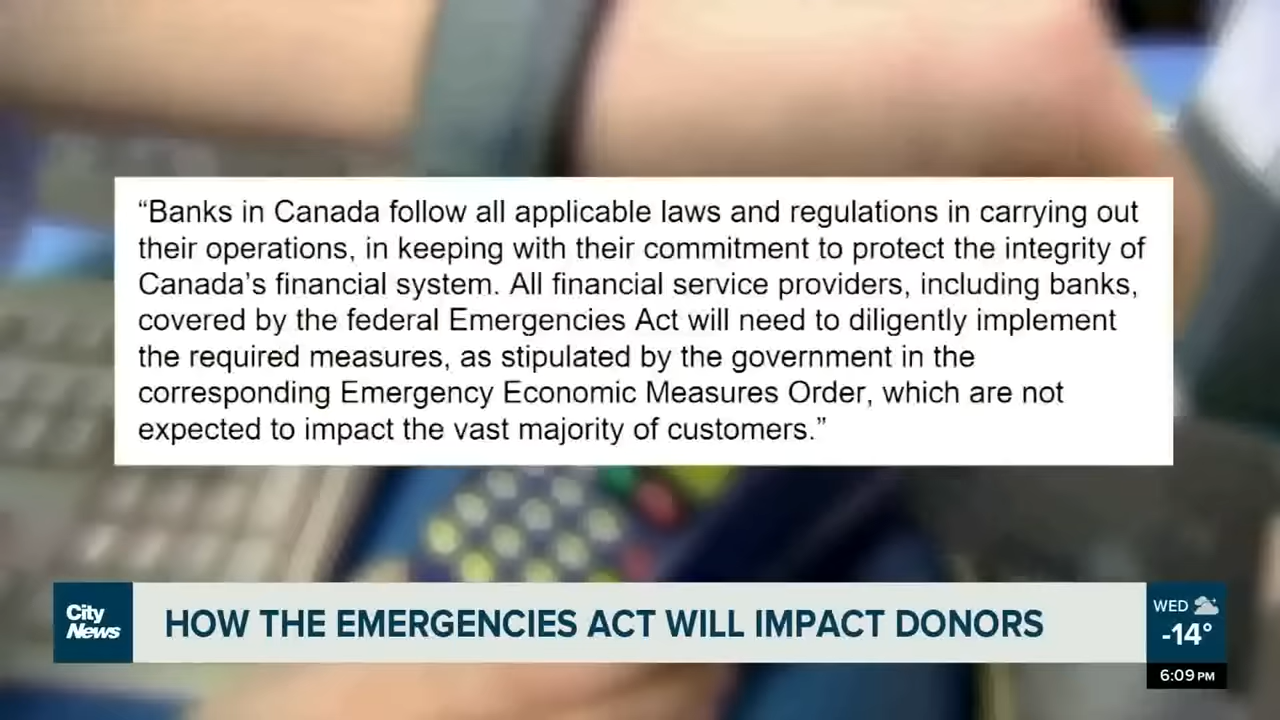 “Banks in Canada follow all applicable laws and regulations in carrying out
their operations, in keeping with their commitment to protect the integrity of
Canada’s financial system. All financial service providers, including banks,
covered by the federal Emergencies Act will need to diligently implement
the required measures, as stipulated by the government in the
corresponding Emergency Economic Measures Order, which are not
expected to impact the vast majority of customers.”
City
News
HOW THE EMERGENCIES ACT WILL IMPACT DONORS
WED
-14°
6:09 PM